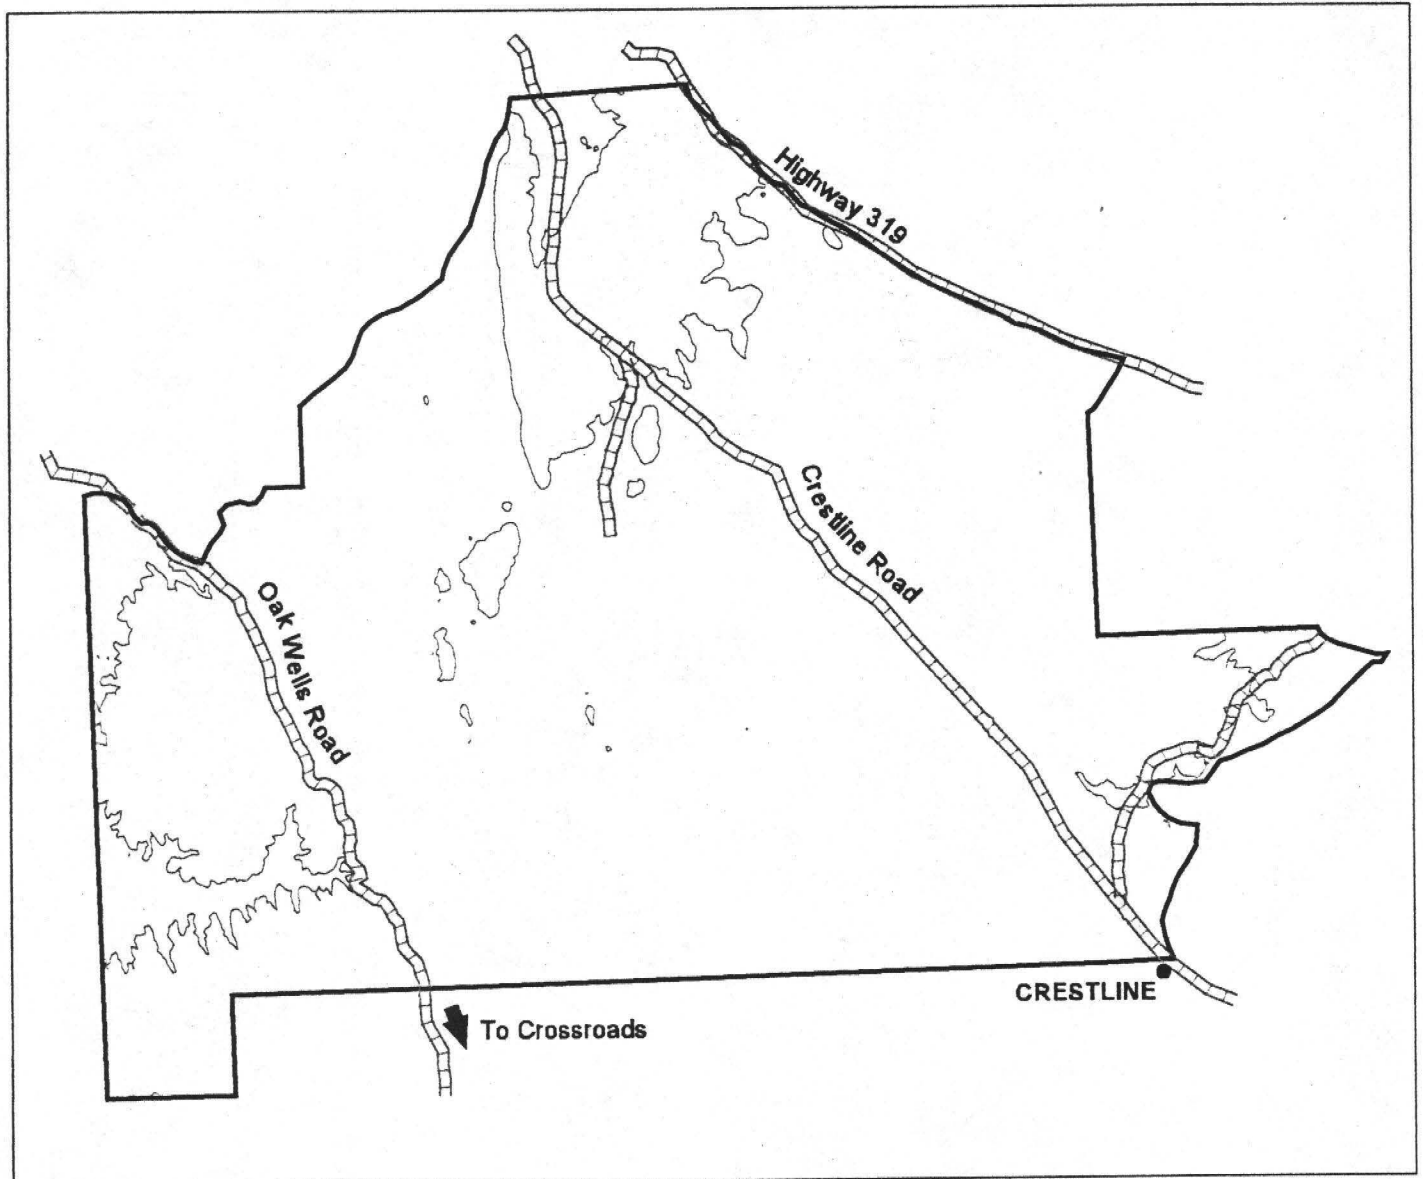 Highway 319
Crestline Road
Oak Wells Road
CRESTLINE
To Crossroads